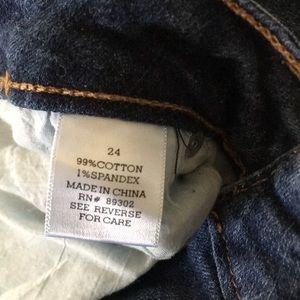 24
99%COTTON
1%SPANDEX
MADE IN CHINA
RN# 89302
SEE REVERSE
FOR CARE